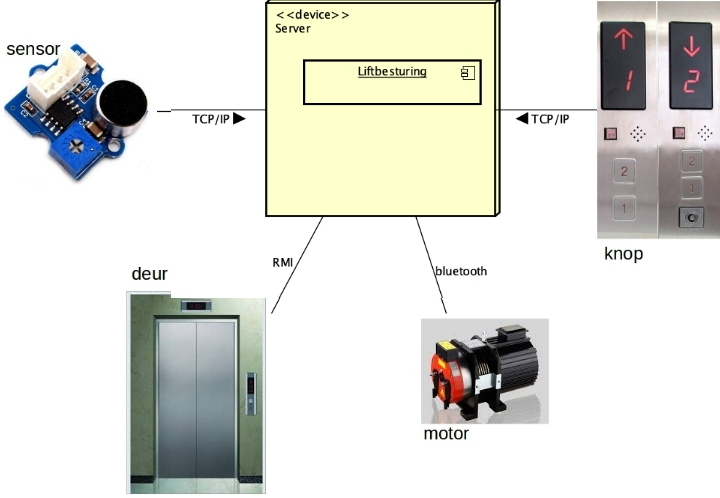 <<device>>
Server
sensor
Liftbesturing
TCP/IP
TCP/IP
1
2
2
1
2
1
knop
RMI
bluetooth
deur
motor